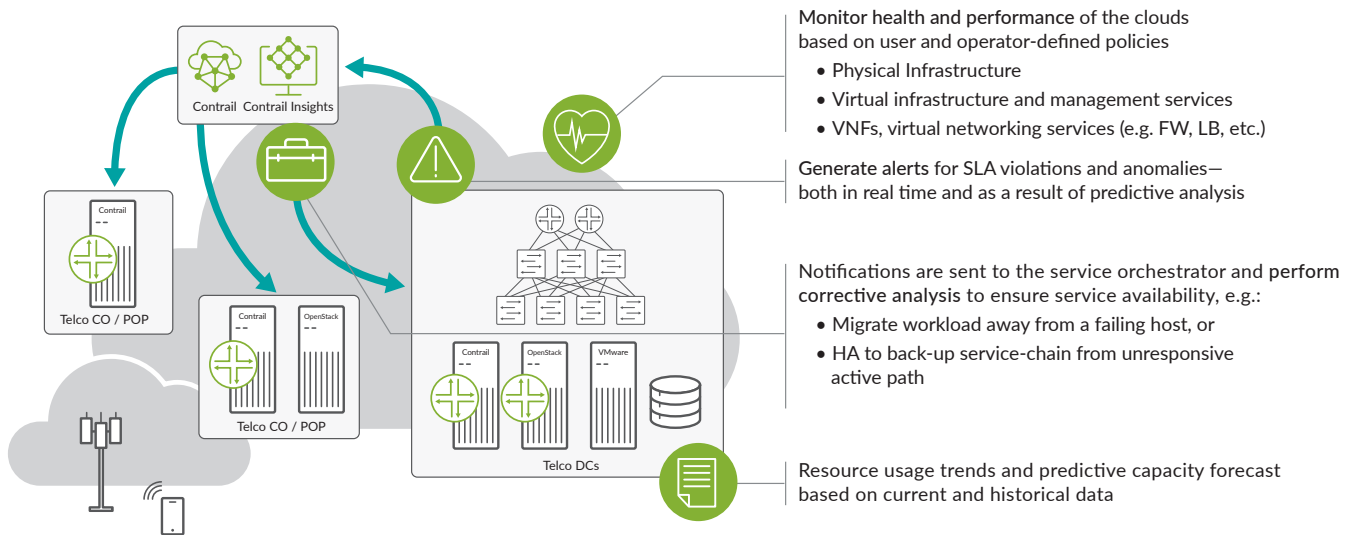 Contrail
Contrail Insights
Contrail
Telco CO / POP
Contrail
OpenStack
Telco CO / POP
Contrail
OpenStack
VMware
Telco DCs
Monitor health and performance of the clouds
based on user and operator-defined policies
• Physical Infrastructure
• Virtual infrastructure and management services
• VNFs, virtual networking services (e.g. FW, LB, etc.)
Generate alerts for SLA violations and anomalies—
both in real time and as a result of predictive analysis
Notifications are sent to the service orchestrator and perform
corrective analysis to ensure service availability, e.g.:
• Migrate workload away from a failing host, or
• HA to back-up service-chain from unresponsive
active path
Resource usage trends and predictive capacity forecast
based on current and historical data